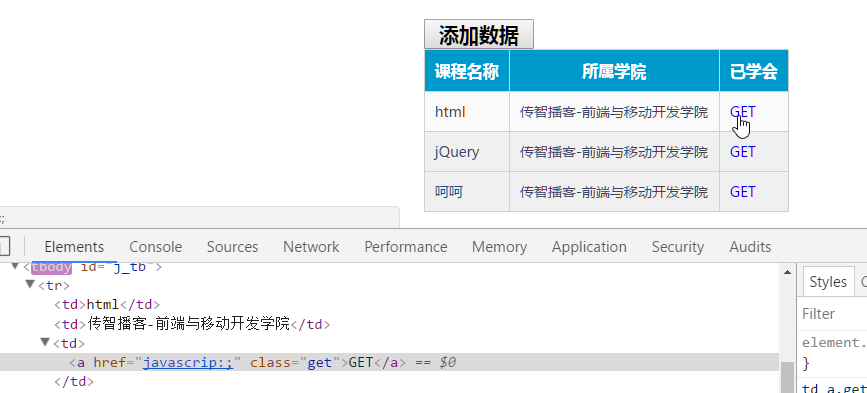 添加数据
课程名称 所属学院 已学会
html 传智播客-前端与移动开发学院 GET
jQuery 传智播客-前端与移动开发学院 GET
呵呵 传智播客-前端与移动开发学院 GET
Elements Console Sources Network Performance Memory Application Security Audits
<tbody id="j_tb">
<tr>
<td>html</td>
<td>传智播客-前端与移动开发学院</td>
<td>
<a href="javascrip:;" class="get">GET</a> == $0
</td>
Styles
Filter
element.
}
td a.get